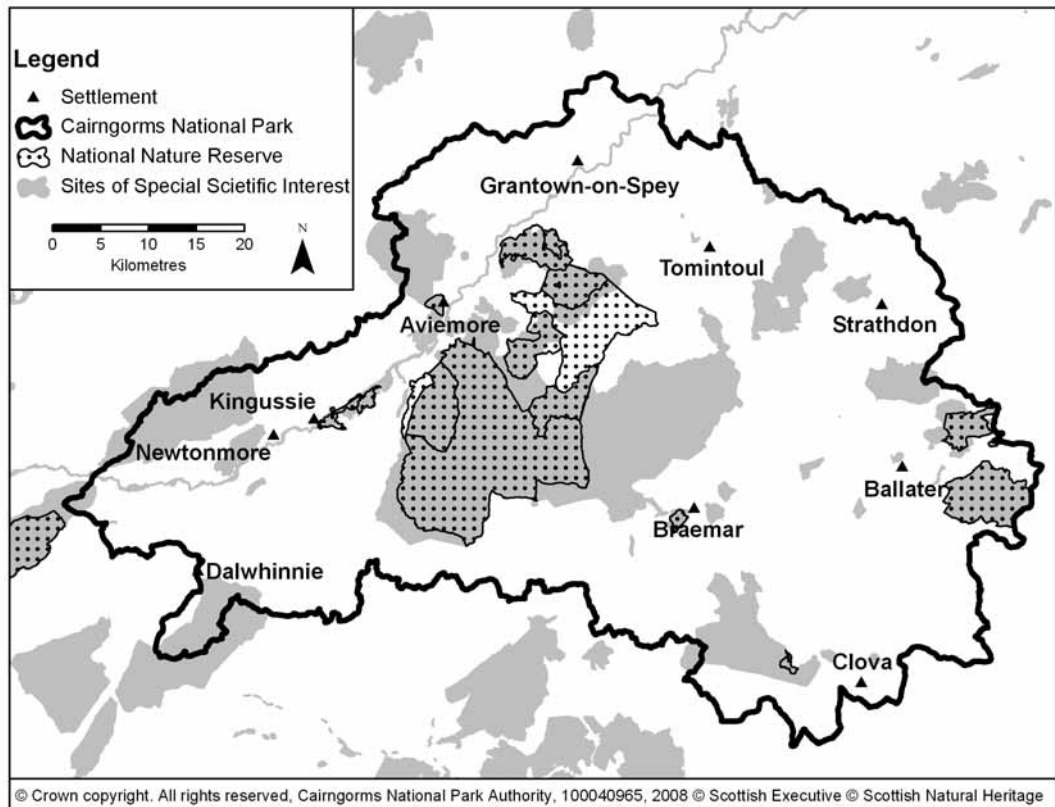 Legend
Settlement
Cairngorms National Park
National Nature Reserve
Sites of Special Scietific Interest
0 5 10 15 20
Kilometres
N
Grantown-on-Spey
Tomintoul
Strathdon
Aviemore
Kingussie
Newtonmore
Ballater
Braemar
Dalwhinnie
Clova
© Crown copyright. All rights reserved, Cairngorms National Park Authority, 100040965, 2008 © Scottish Executive © Scottish Natural Heritage